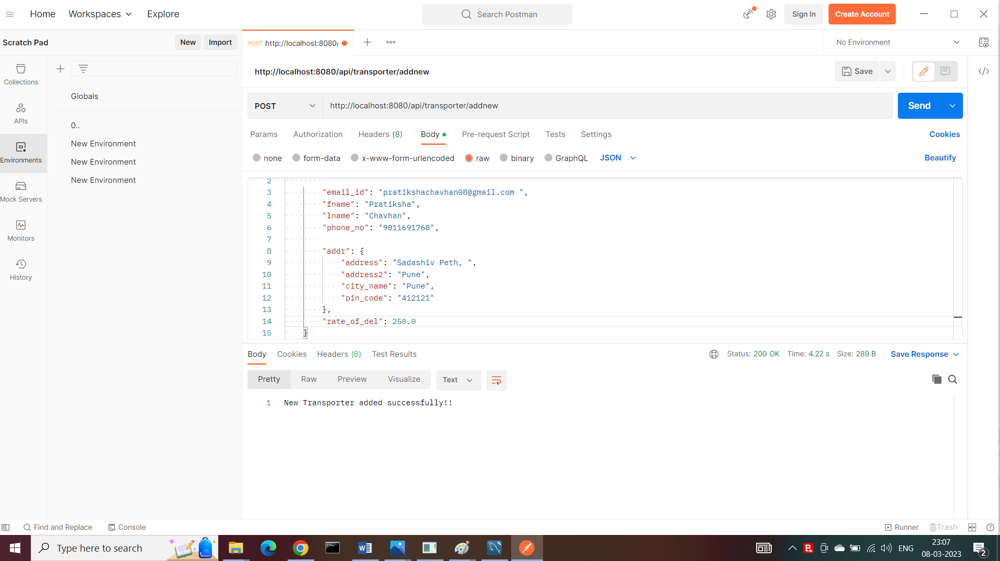 Home Workspaces Explore Search Postman Sign In Create Account
Scratch Pad New Import POST http://localhost:8080/ No Environment
Collections
APIs
Environments
Mock Servers
Monitors
History
Globals
0..
New Environment
New Environment
New Environment
http://localhost:8080/api/transporter/addnew Save
POST http://localhost:8080/api/transporter/addnew Send
Params Authorization Headers (8) Body Pre-request Script Tests Settings Cookies
none form-data x-www-form-urlencoded raw binary GraphQL JSON Beautify
2
3 "email_id": "pratikshachavhan08@gmail.com ",
4 "fname": "Pratiksha",
5 "lname": "Chavhan",
6 "phone_no": "9011691768",
7
8 "addr": {
9 "address": "Sadashiv Peth, ",
10 "address2": "Pune",
11 "city_name": "Pune",
12 "pin_code": "412121"
13 },
14 "rate_of_del": 250.0
15 }
Body Cookies Headers (8) Test Results Status: 200 OK Time: 4.22 s Size: 289 B Save Response
Pretty Raw Preview Visualize Text
1 New Transporter added successfully!!
Find and Replace Console Runner Trash
Type here to search ENG 23:07
08-03-2023 2